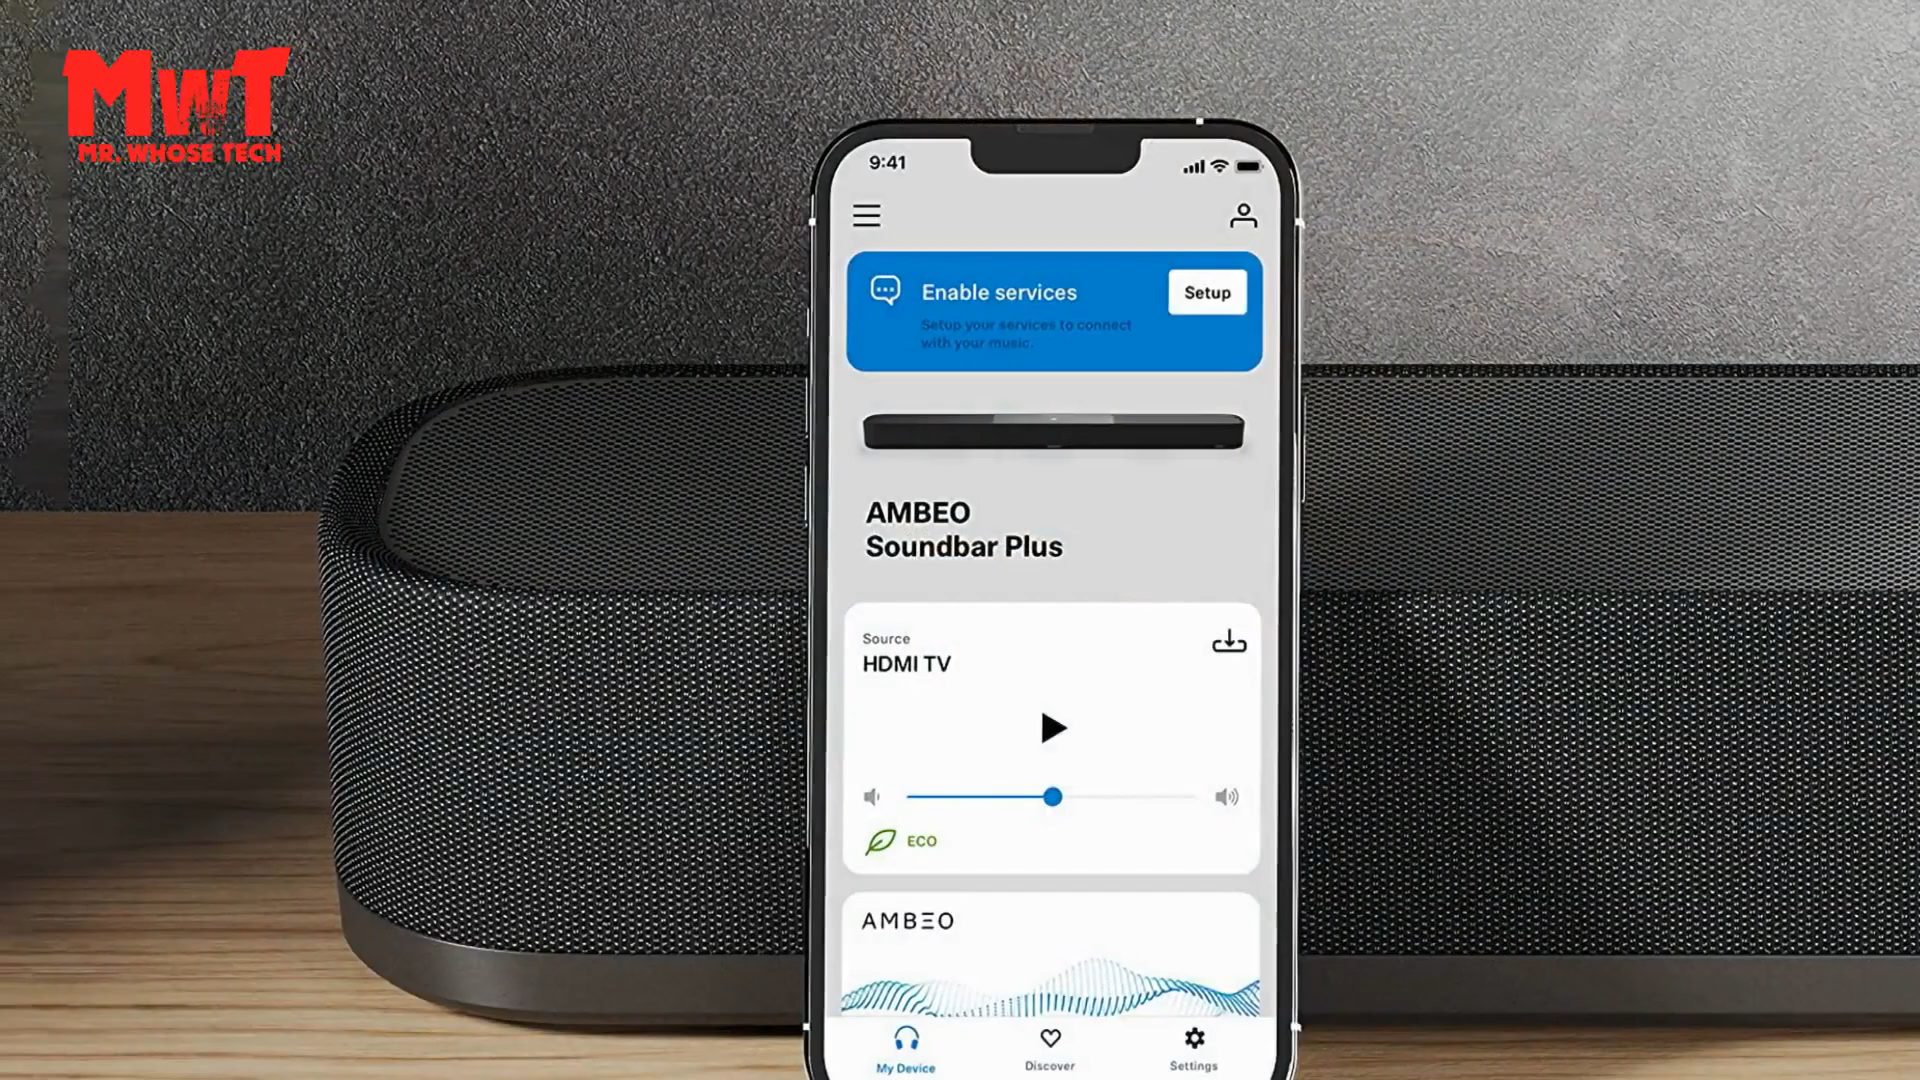 MWT
MR. WHOSE TECH
9:41
Enable services
Setup
Setup your services to connect
with your music.
AMBEO
Soundbar Plus
Source
HDMI TV
ECO
AMBEO
My Device
Discover
Settings